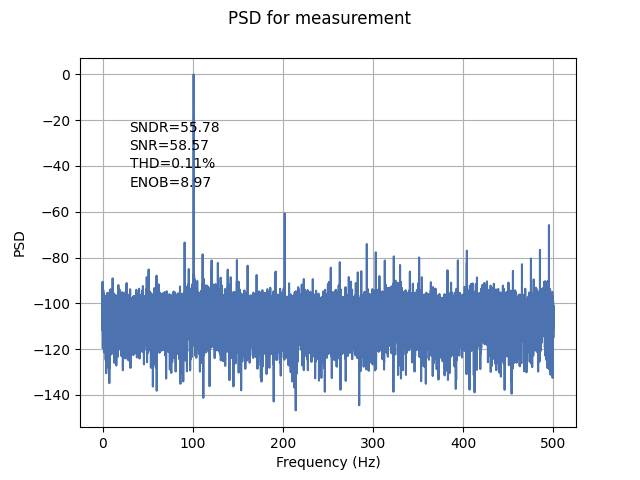 PSD for measurement
0
−20
−40
−60
−80
−100
−120
−140
PSD
SNDR=55.78
SNR=58.57
THD=0.11%
ENOB=8.97
0
100
200
300
400
500
Frequency (Hz)